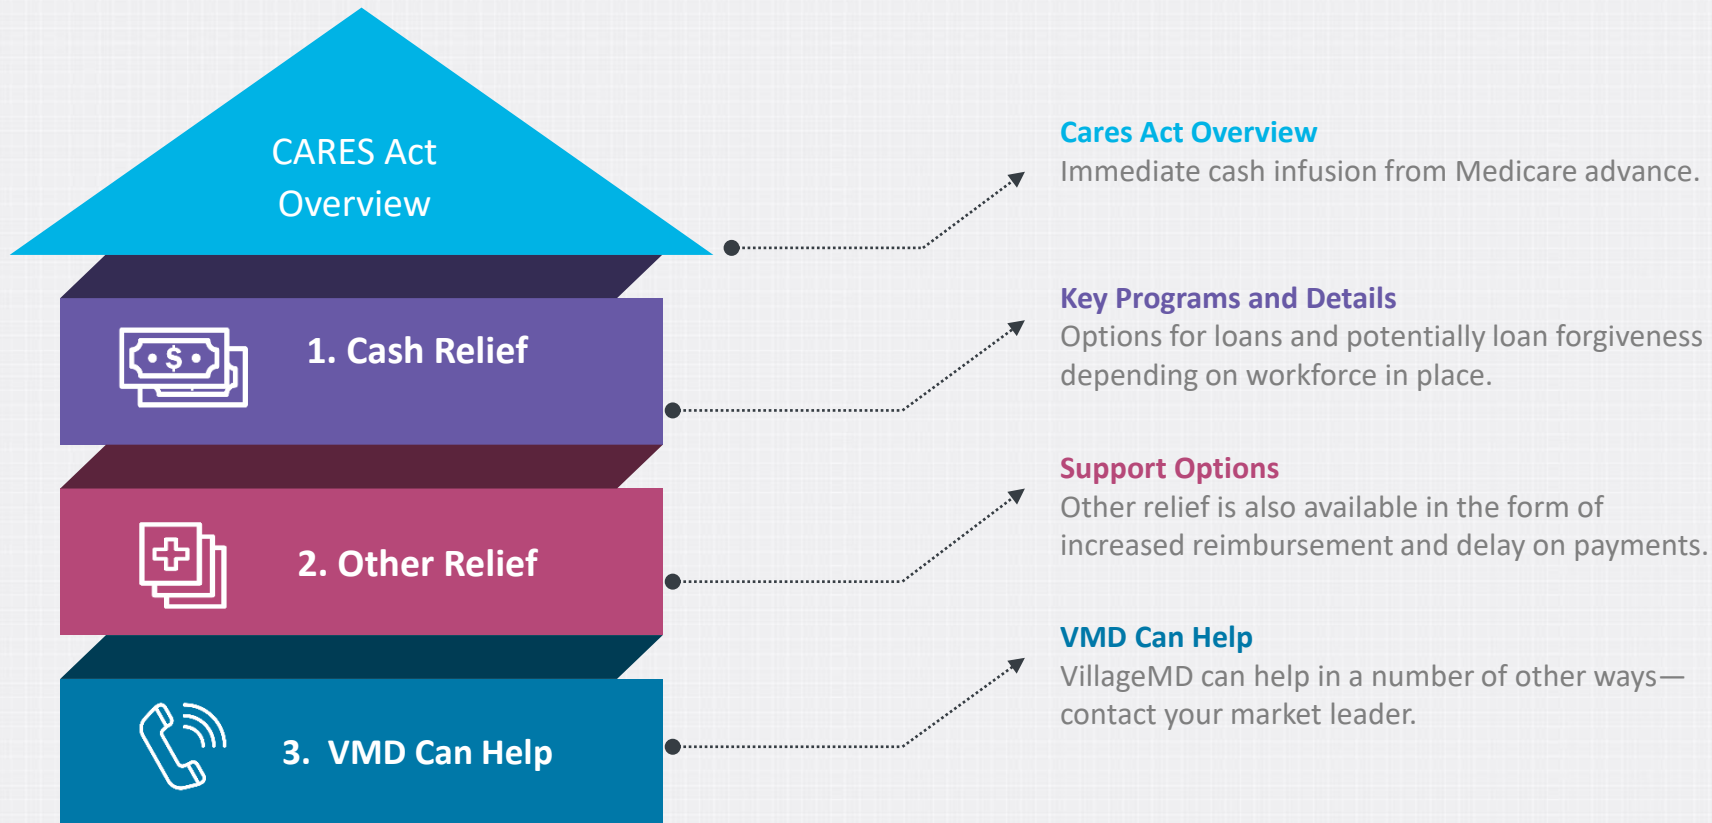 CARES Act
Overview
1. Cash Relief
$
2. Other Relief
3. VMD Can Help
Cares Act Overview
Immediate cash infusion from Medicare advance.
Key Programs and Details
Options for loans and potentially loan forgiveness
depending on workforce in place.
Support Options
Other relief is also available in the form of
increased reimbursement and delay on payments.
VMD Can Help
VillageMD can help in a number of other ways—
contact your market leader.